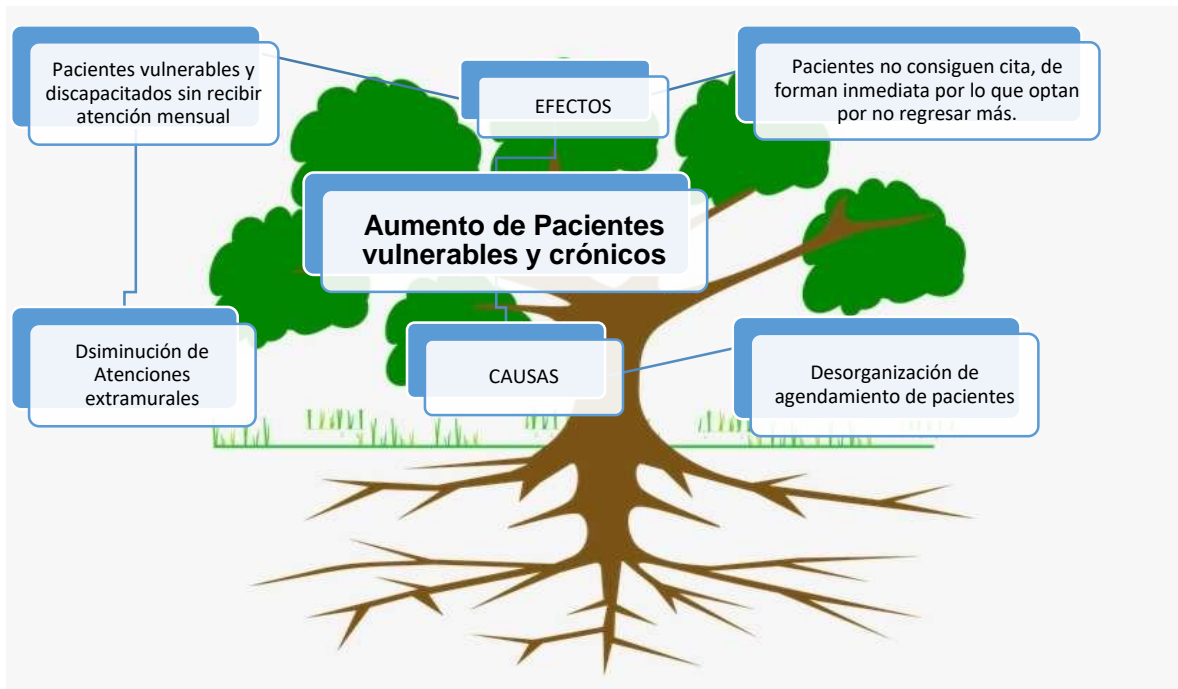 Pacientes vulnerables y
discapacitados sin recibir
atención mensual
EFECTOS
Pacientes no consiguen cita, de
forman inmediata por lo que optan
por no regresar más.
Aumento de Pacientes
vulnerables y crónicos
Dsiminución de
Atenciones
extramurales
CAUSAS
Desorganización de
agendamiento de pacientes